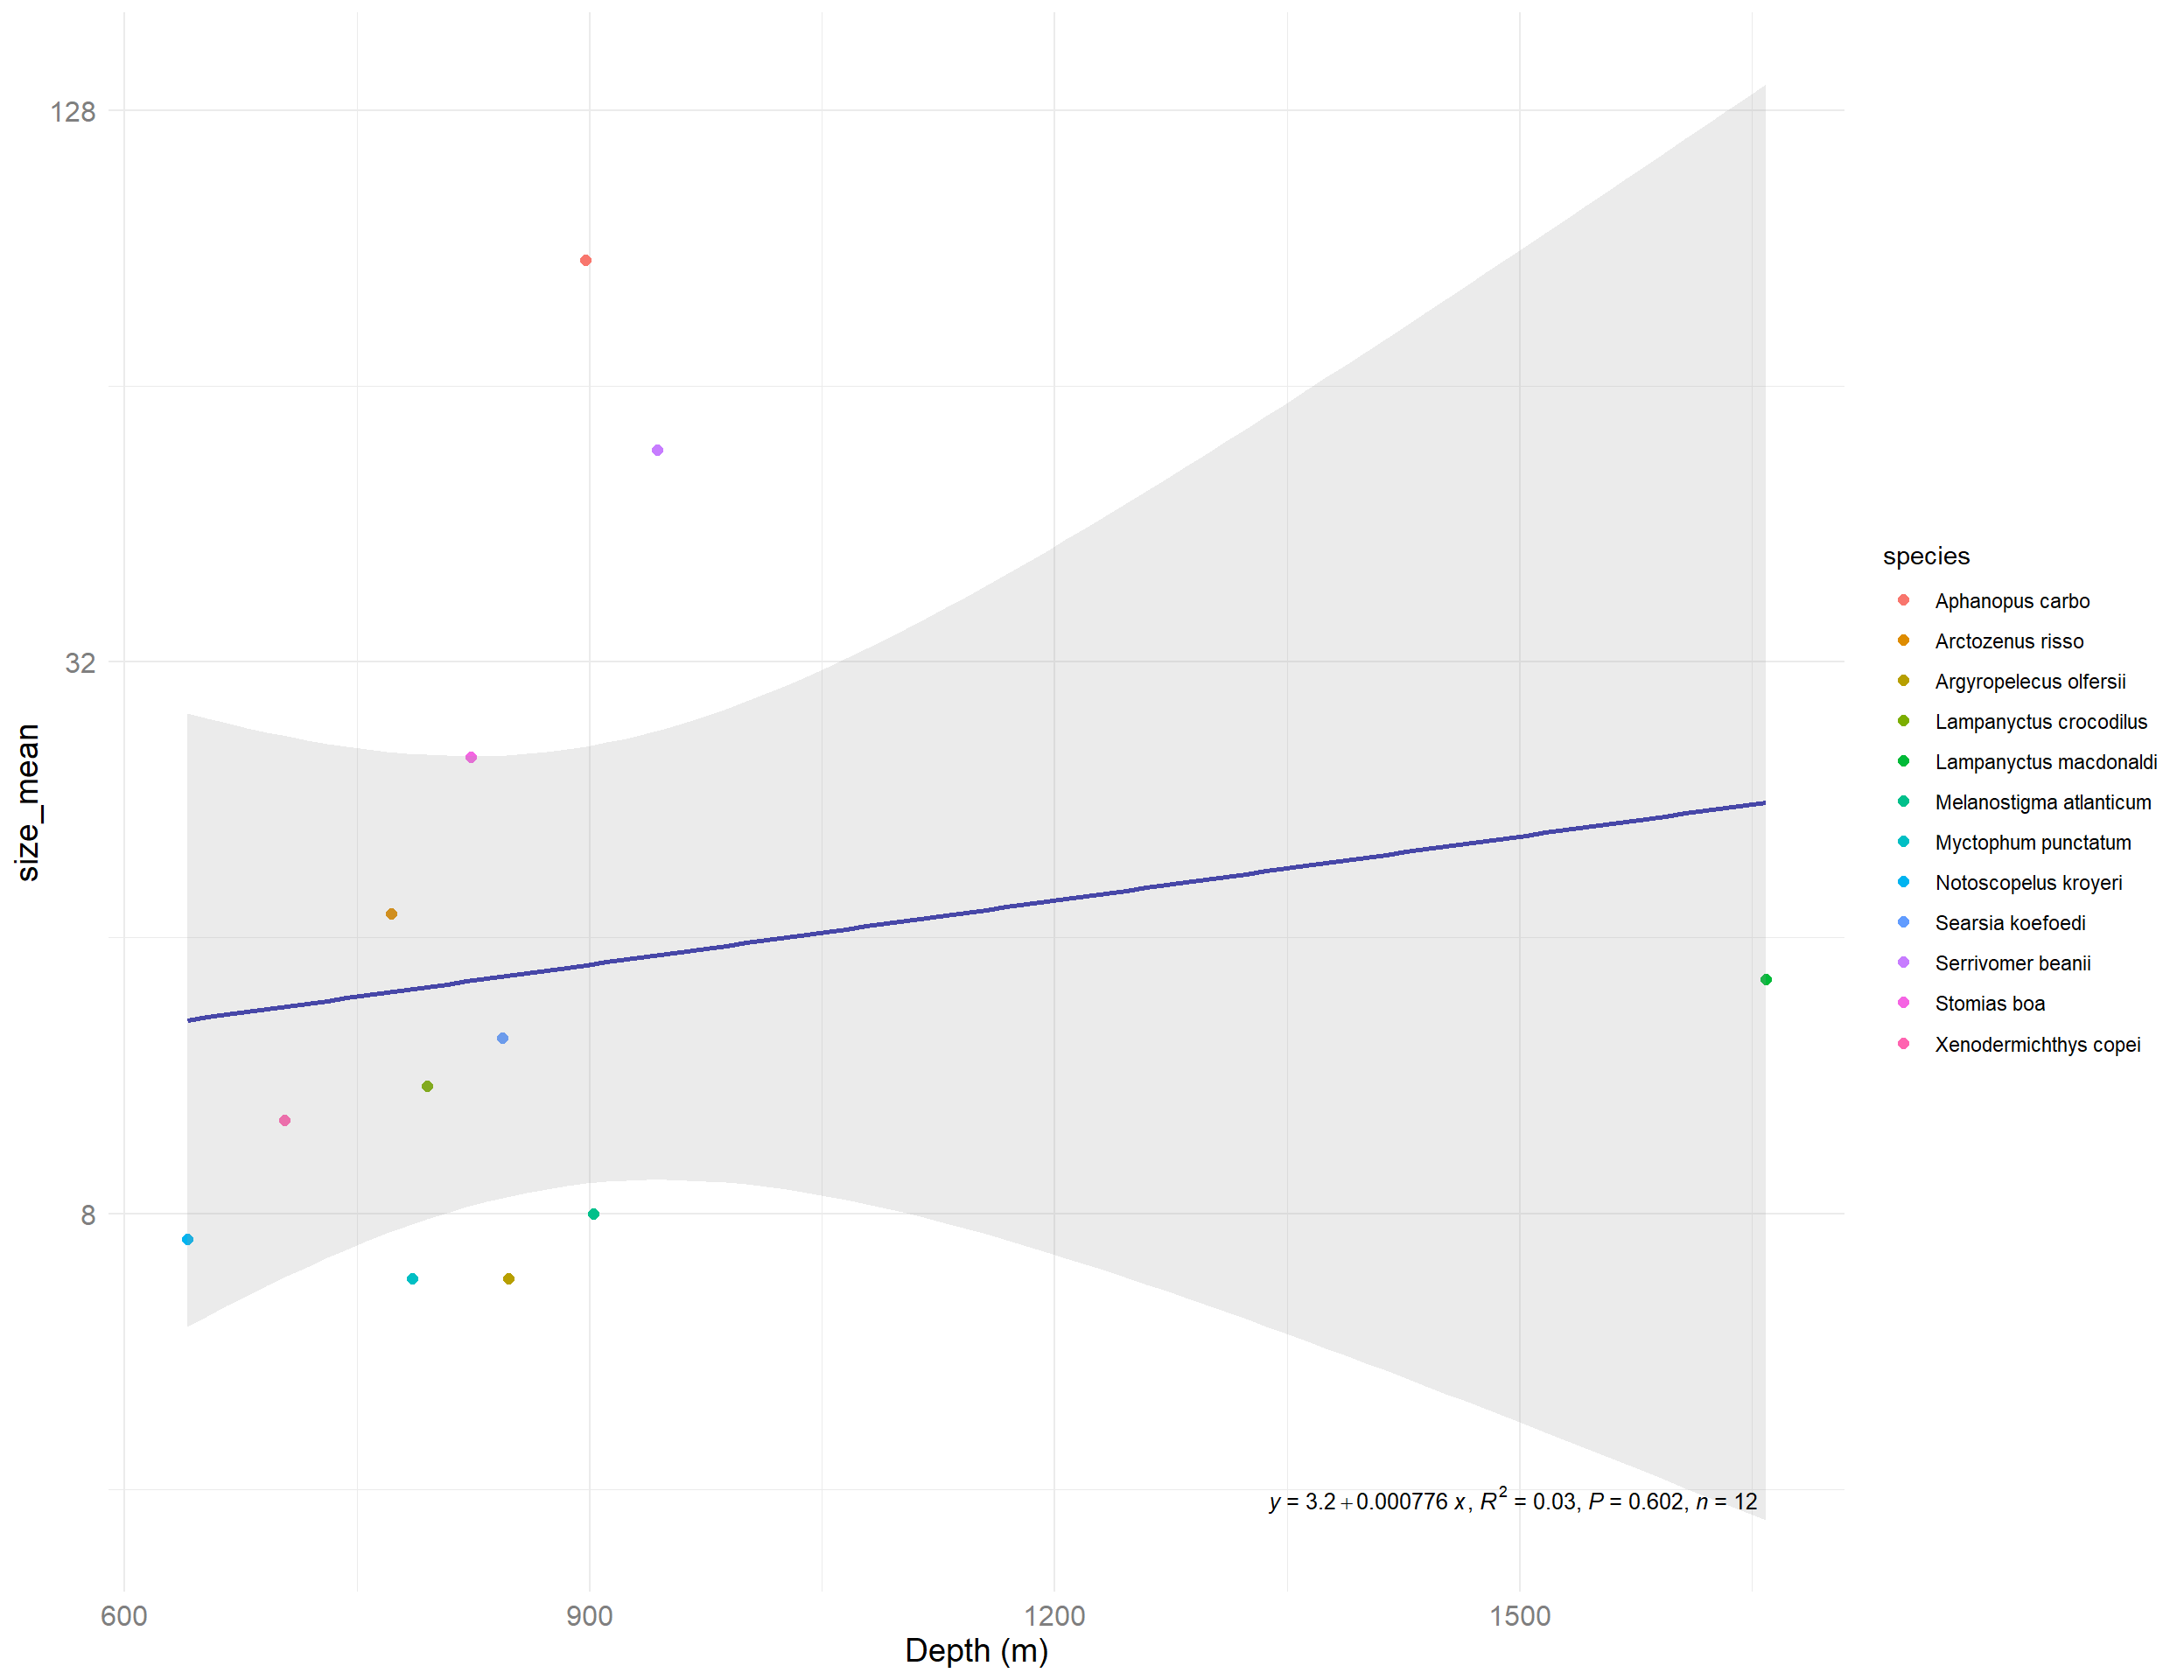 128
32
8
size_mean
y = 3.2+0.000776 x, R2 = 0.03, P = 0.602, n = 12
600 900 1200 1500
Depth (m)
species
Aphanopus carbo
Arctozenus risso
Argyropelecus olfersii
Lampanyctus crocodilus
Lampanyctus macdonaldi
Melanostigma atlanticum
Myctophum punctatum
Notoscopelus kroyeri
Searsia koefoedi
Serrivomer beanii
Stomias boa
Xenodermichthys copei